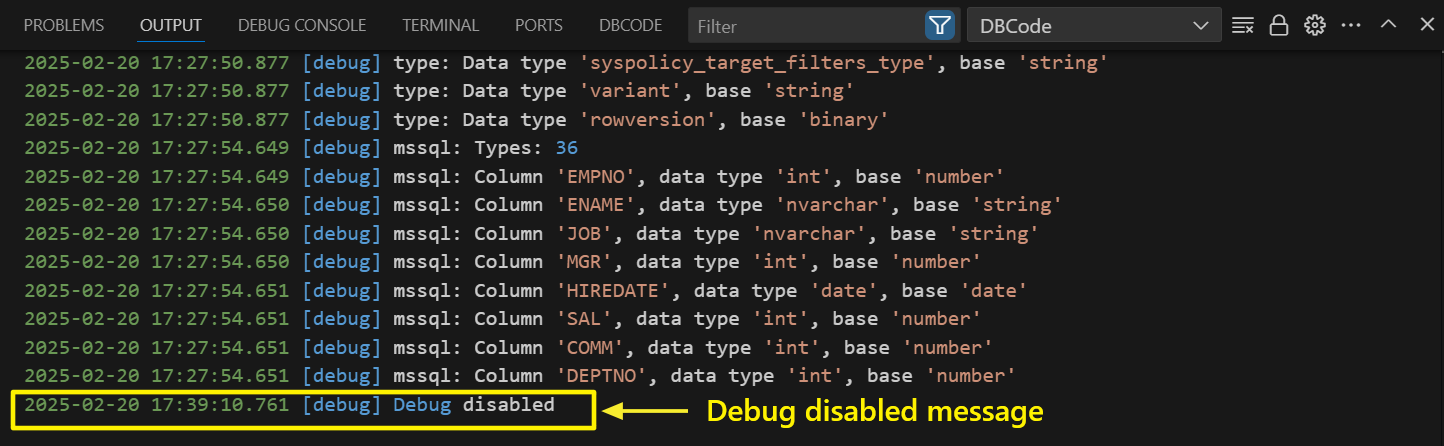 PROBLEMS OUTPUT DEBUG CONSOLE TERMINAL PORTS DBCODE Filter DBCode
2025-02-20 17:27:50.877 [debug] type: Data type 'syspolicy_target_filters_type', base 'string'
2025-02-20 17:27:50.877 [debug] type: Data type 'variant', base 'string'
2025-02-20 17:27:50.877 [debug] type: Data type 'rowversion', base 'binary'
2025-02-20 17:27:54.649 [debug] mssql: Types: 36
2025-02-20 17:27:54.649 [debug] mssql: Column 'EMPNO', data type 'int', base 'number'
2025-02-20 17:27:54.650 [debug] mssql: Column 'ENAME', data type 'nvarchar', base 'string'
2025-02-20 17:27:54.650 [debug] mssql: Column 'JOB', data type 'nvarchar', base 'string'
2025-02-20 17:27:54.650 [debug] mssql: Column 'MGR', data type 'int', base 'number'
2025-02-20 17:27:54.651 [debug] mssql: Column 'HIREDATE', data type 'date', base 'date'
2025-02-20 17:27:54.651 [debug] mssql: Column 'SAL', data type 'int', base 'number'
2025-02-20 17:27:54.651 [debug] mssql: Column 'COMM', data type 'int', base 'number'
2025-02-20 17:27:54.651 [debug] mssql: Column 'DEPTNO', data type 'int', base 'number'
2025-02-20 17:39:10.761 [debug] Debug disabled
Debug disabled message